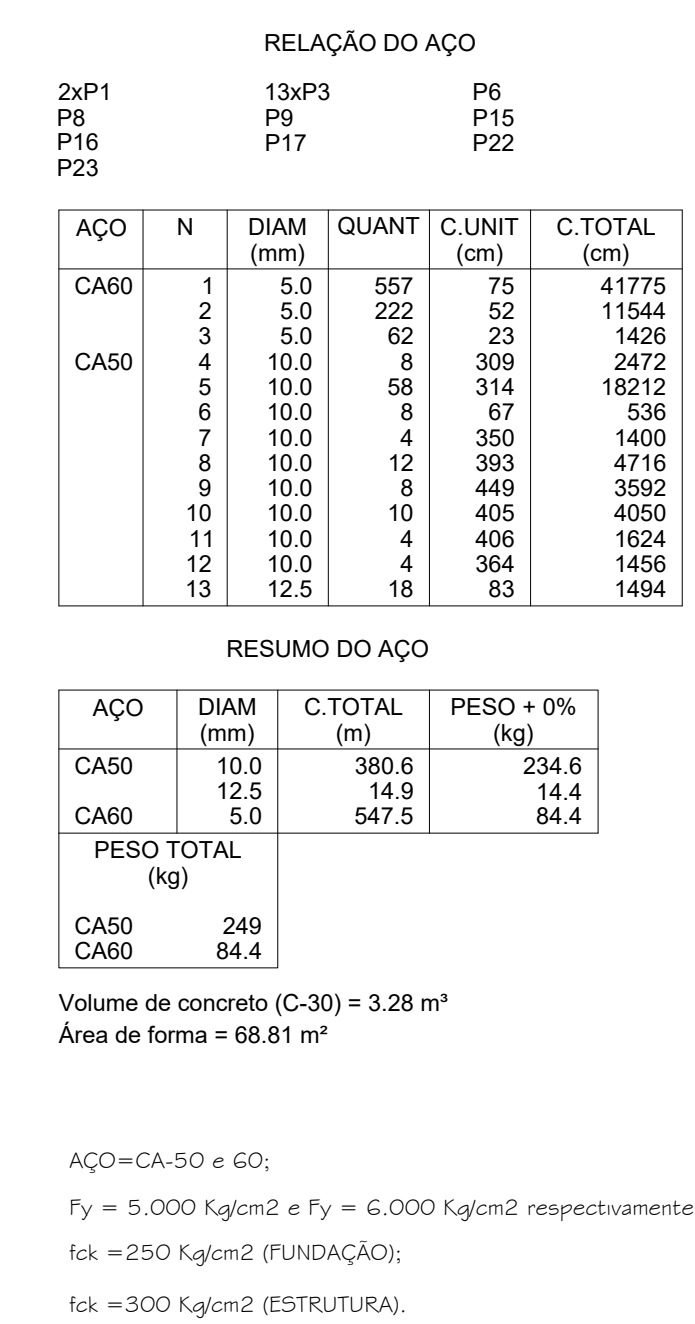 RELAÇÃO DO AÇO
2xP1 13xP3 P6
P8 P9 P15
P16 P17 P22
P23
AÇO N DIAM QUANT C.UNIT C.TOTAL
(mm) (cm) (cm)
CA60 1 5.0 557 75 41775
2 5.0 222 52 11544
3 5.0 62 23 1426
CA50 4 10.0 8 309 2472
5 10.0 58 314 18212
6 10.0 8 67 536
7 10.0 4 350 1400
8 10.0 12 393 4716
9 10.0 8 449 3592
10 10.0 10 405 4050
11 10.0 4 406 1624
12 10.0 4 364 1456
13 12.5 18 83 1494
RESUMO DO AÇO
AÇO DIAM C.TOTAL PESO + 0%
(mm) (m) (kg)
CA50 10.0 380.6 234.6
12.5 14.9 14.4
CA60 5.0 547.5 84.4
PESO TOTAL
(kg)
CA50 249
CA60 84.4
Volume de concreto (C-30) = 3.28 m³
Área de forma = 68.81 m²
AÇO=CA-50 e 60;
Fy = 5.000 Kg/cm2 e Fy = 6.000 Kg/cm2 respectivamente
fck =250 Kg/cm2 (FUNDAÇÃO);
fck =300 Kg/cm2 (ESTRUTURA).